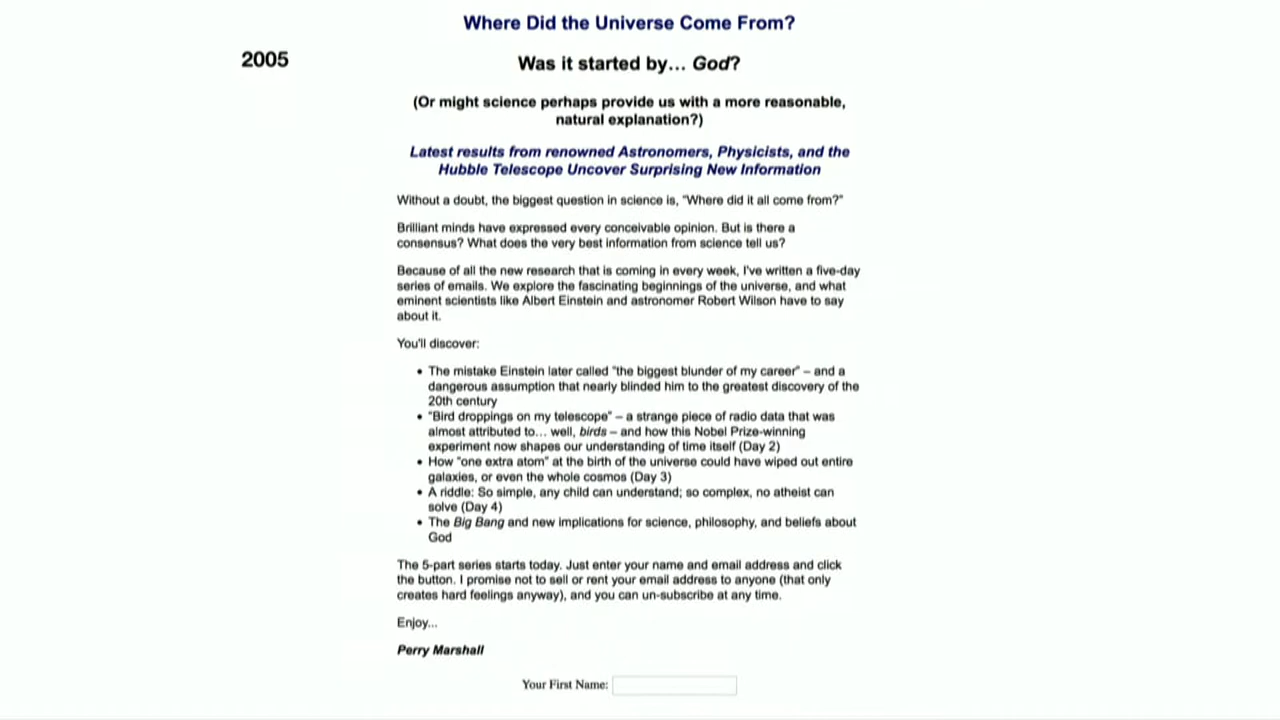 Where Did the Universe Come From?
2005
Was it started by... God?
(Or might science perhaps provide us with a more reasonable,
natural explanation?)
Latest results from renowned Astronomers, Physicists, and the
Hubble Telescope Uncover Surprising New Information
Without a doubt, the biggest question in science is, "Where did it all come from?"
Brilliant minds have expressed every conceivable opinion. But is there a
consensus? What does the very best information from science tell us?
Because of all the new research that is coming in every week, I've written a five-day
series of emails. We explore the fascinating beginnings of the universe, and what
eminent scientists like Albert Einstein and astronomer Robert Wilson have to say
about it.
You'll discover:
• The mistake Einstein later called "the biggest blunder of my career" – and a
dangerous assumption that nearly blinded him to the greatest discovery of the
20th century
• "Bird droppings on my telescope" – a strange piece of radio data that was
almost attributed to... well, birds – and how this Nobel Prize-winning
experiment now shapes our understanding of time itself (Day 2)
• How "one extra atom" at the birth of the universe could have wiped out entire
galaxies, or even the whole cosmos (Day 3)
• A riddle: So simple, any child can understand; so complex, no atheist can
solve (Day 4)
• The Big Bang and new implications for science, philosophy, and beliefs about
God
The 5-part series starts today. Just enter your name and email address and click
the button. I promise not to sell or rent your email address to anyone (that only
creates hard feelings anyway), and you can un-subscribe at any time.
Enjoy...
Perry Marshall
Your First Name: